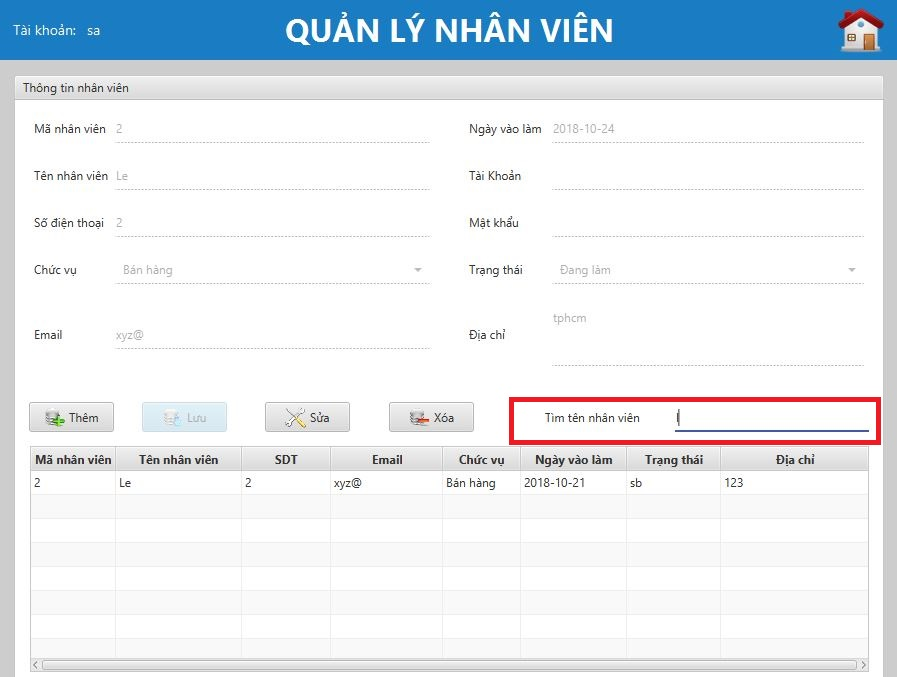 Tài khoản: sa
QUẢN LÝ NHÂN VIÊN
Thông tin nhân viên
Mã nhân viên 2 Ngày vào làm 2018-10-24
Tên nhân viên Le Tài Khoản
Số điện thoại 2 Mật khẩu
Chức vụ Bán hàng Trạng thái Đang làm
tphcm
Email xyz@ Địa chỉ
Thêm Lưu Sửa Xóa Tìm tên nhân viên l
Mã nhân viên Tên nhân viên SDT Email Chức vụ Ngày vào làm Trạng thái Địa chỉ
2 Le 2 xyz@ Bán hàng 2018-10-21 sb 123